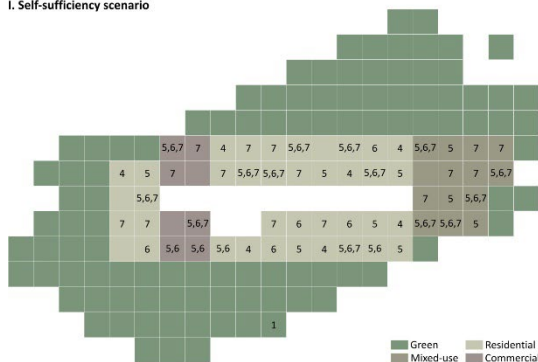 I. Self-sufficiency scenario
5,6,7 7 4 7 7 5,6,7 5,6,7 6 4 5,6,7 5 7 7
4 5 7 7 5,6,7 5,6,7 7 5 4 5,6,7 5 7 7 5,6,7
5,6,7 7 5 5,6,7
7 7 5,6,7 7 6 7 6 5 4 5,6,7 5,6,7 5
6 5,6 5,6 5,6 4 6 5 4 5,6,7 5,6 5
1
Green Residential
Mixed-use Commercial